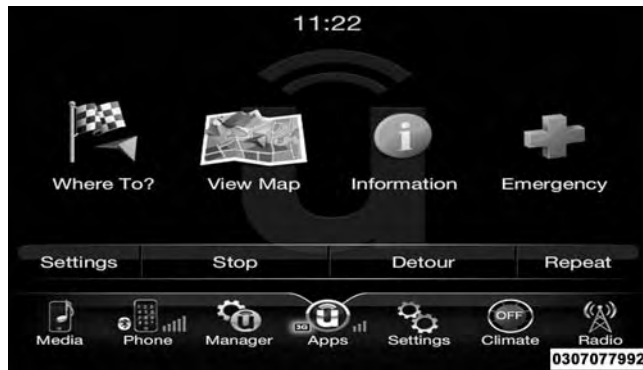 11:22
Where To? View Map Information Emergency
Settings Stop Detour Repeat
3G OFF
Media Phone Manager Apps Settings Climate Radio
0307077992